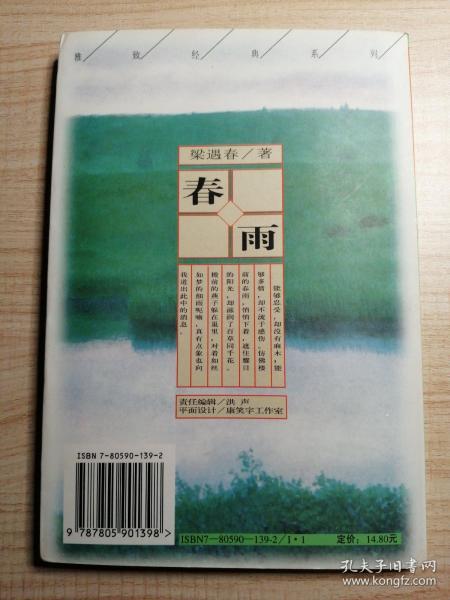 雅致经典系列
梁遇春／著
春
雨
能够忍受，却没有麻木，能
够多情，却不流于感伤。仿佛楼
前的春雨，悄悄下着，遮住耀目
的阳光，却滋润了百草同千花。
檐前的燕子躲在巢里，对着如丝
如梦的细雨呢喃，真有点象也向
我道出此中的消息。
责任编辑／洪 声
平面设计／康笑宇工作室
ISBN 7-80590-139-2
9 787805 901398 >
ISBN7—80590—139-2／I·1
定价：14.80元
孔夫子旧书网
www.kongfz.com